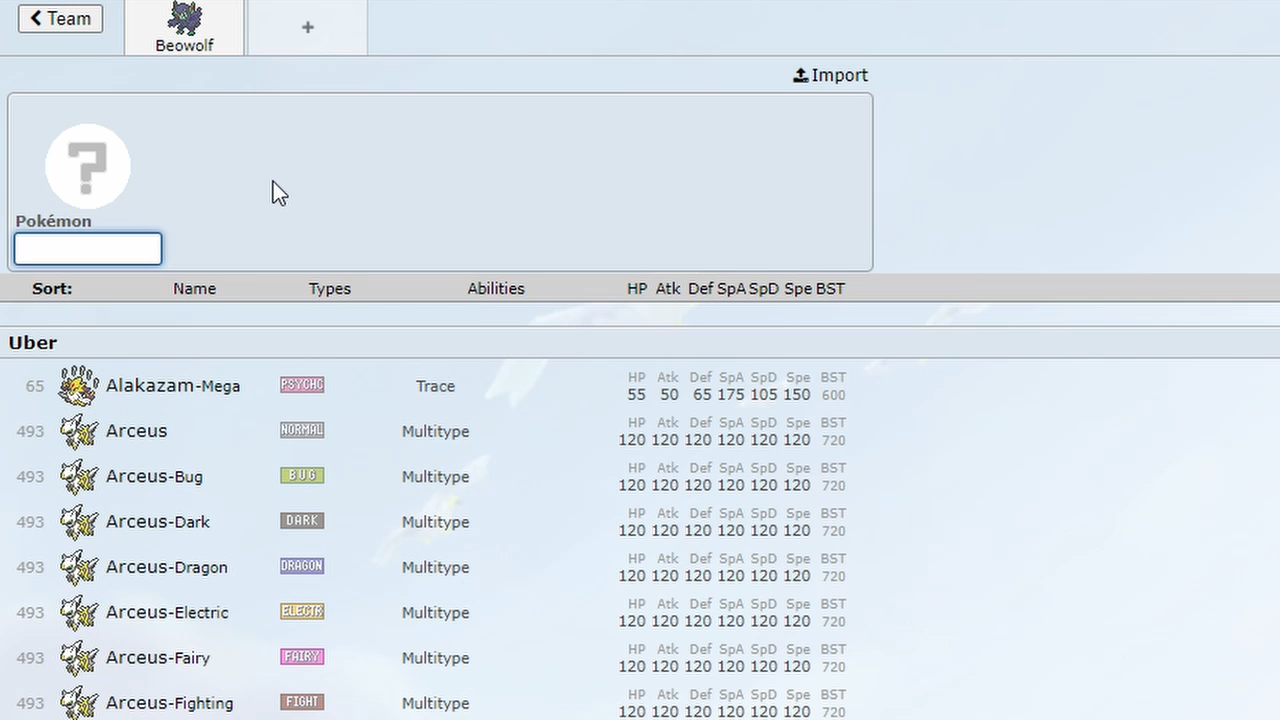 Team
Beowolf
+
Import
?
Pokémon
Sort: Name Types Abilities HP Atk Def SpA SpD Spe BST
Uber
HP Atk Def SpA SpD Spe BST
65 Alakazam-Mega PSYCHC Trace 55 50 65 175 105 150 600
HP Atk Def SpA SpD Spe BST
493 Arceus NORMAL Multitype 120 120 120 120 120 120 720
HP Atk Def SpA SpD Spe BST
493 Arceus-Bug BUG Multitype 120 120 120 120 120 120 720
HP Atk Def SpA SpD Spe BST
493 Arceus-Dark DARK Multitype 120 120 120 120 120 120 720
HP Atk Def SpA SpD Spe BST
493 Arceus-Dragon DRAGON Multitype 120 120 120 120 120 120 720
HP Atk Def SpA SpD Spe BST
493 Arceus-Electric ELECTR Multitype 120 120 120 120 120 120 720
HP Atk Def SpA SpD Spe BST
493 Arceus-Fairy FAIRY Multitype 120 120 120 120 120 120 720
HP Atk Def SpA SpD Spe BST
493 Arceus-Fighting FIGHT Multitype 120 120 120 120 120 120 720